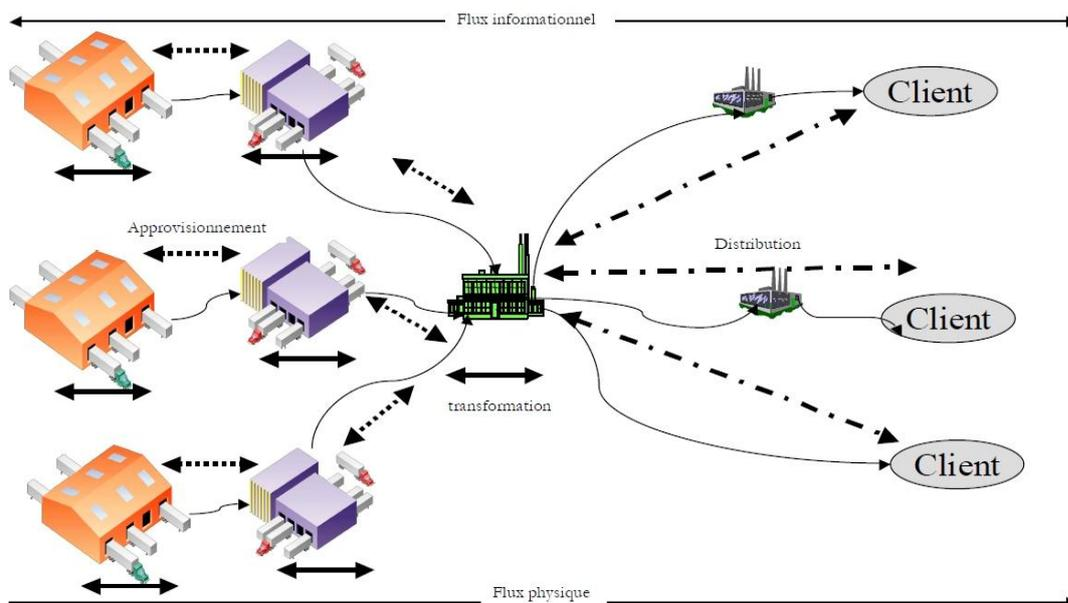 Flux informationnel
Client
Approvisionnement
Distribution
Client
transformation
Client
Flux physique